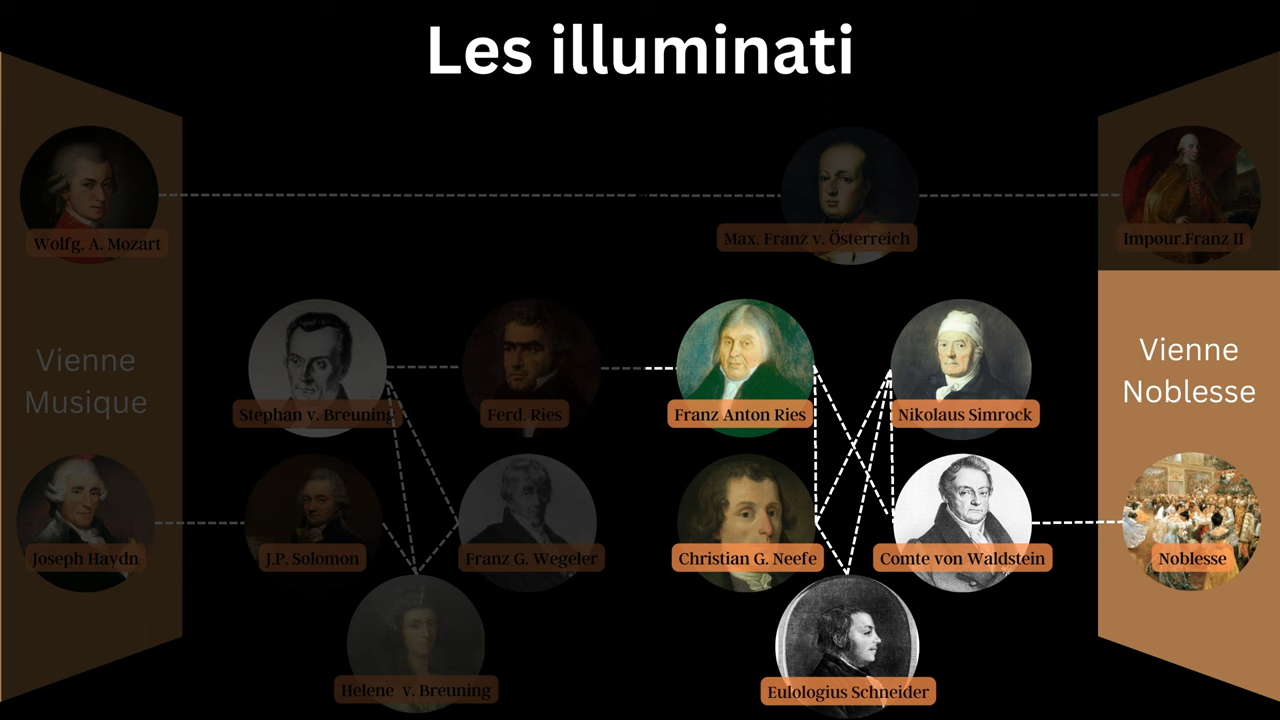 Les illuminati
Wolfg. A. Mozart
Max. Franz v. Österreich
Impour.Franz II
Vienne
Musique
Vienne
Noblesse
Stephan v. Breuning
Ferd. Ries
Franz Anton Ries
Nikolaus Simrock
Joseph Haydn
J.P. Solomon
Franz G. Wegeler
Christian G. Neefe
Comte von Waldstein
Noblesse
Helene v. Breuning
Eulologius Schneider